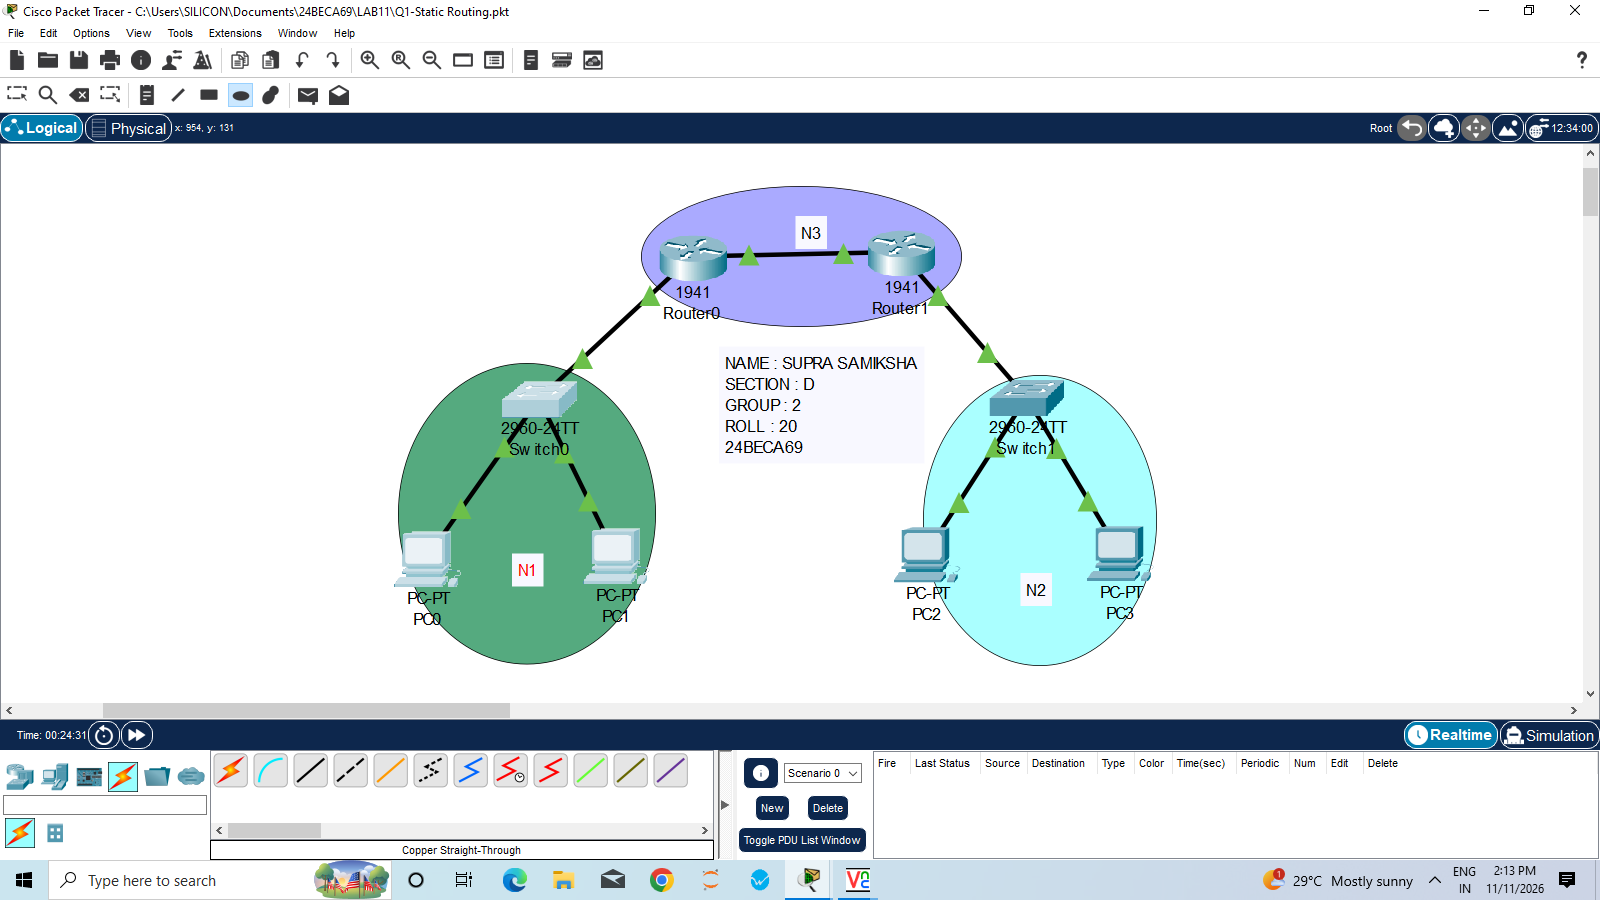 Cisco Packet Tracer - C:\Users\SILICON\Documents\24BECA69\LAB11\Q1-Static Routing.pkt
File Edit Options View Tools Extensions Window Help
?
Logical Physical x: 954, y: 131 Root 12:34:00
N3
1941
Router0
1941
Router1
NAME : SUPRA SAMIKSHA
SECTION : D
GROUP : 2
ROLL : 20
24BECA69
2960-24TT
Switch0
2960-24TT
Switch1
N1
N2
PC-PT
PC0
PC-PT
PC1
PC-PT
PC2
PC-PT
PC3
Time: 00:24:31 Realtime Simulation
Scenario 0
New Delete
Toggle PDU List Window
Fire Last Status Source Destination Type Color Time(sec) Periodic Num Edit Delete
Copper Straight-Through
Type here to search
1 29°C Mostly sunny
ENG
IN
2:13 PM
11/11/2026